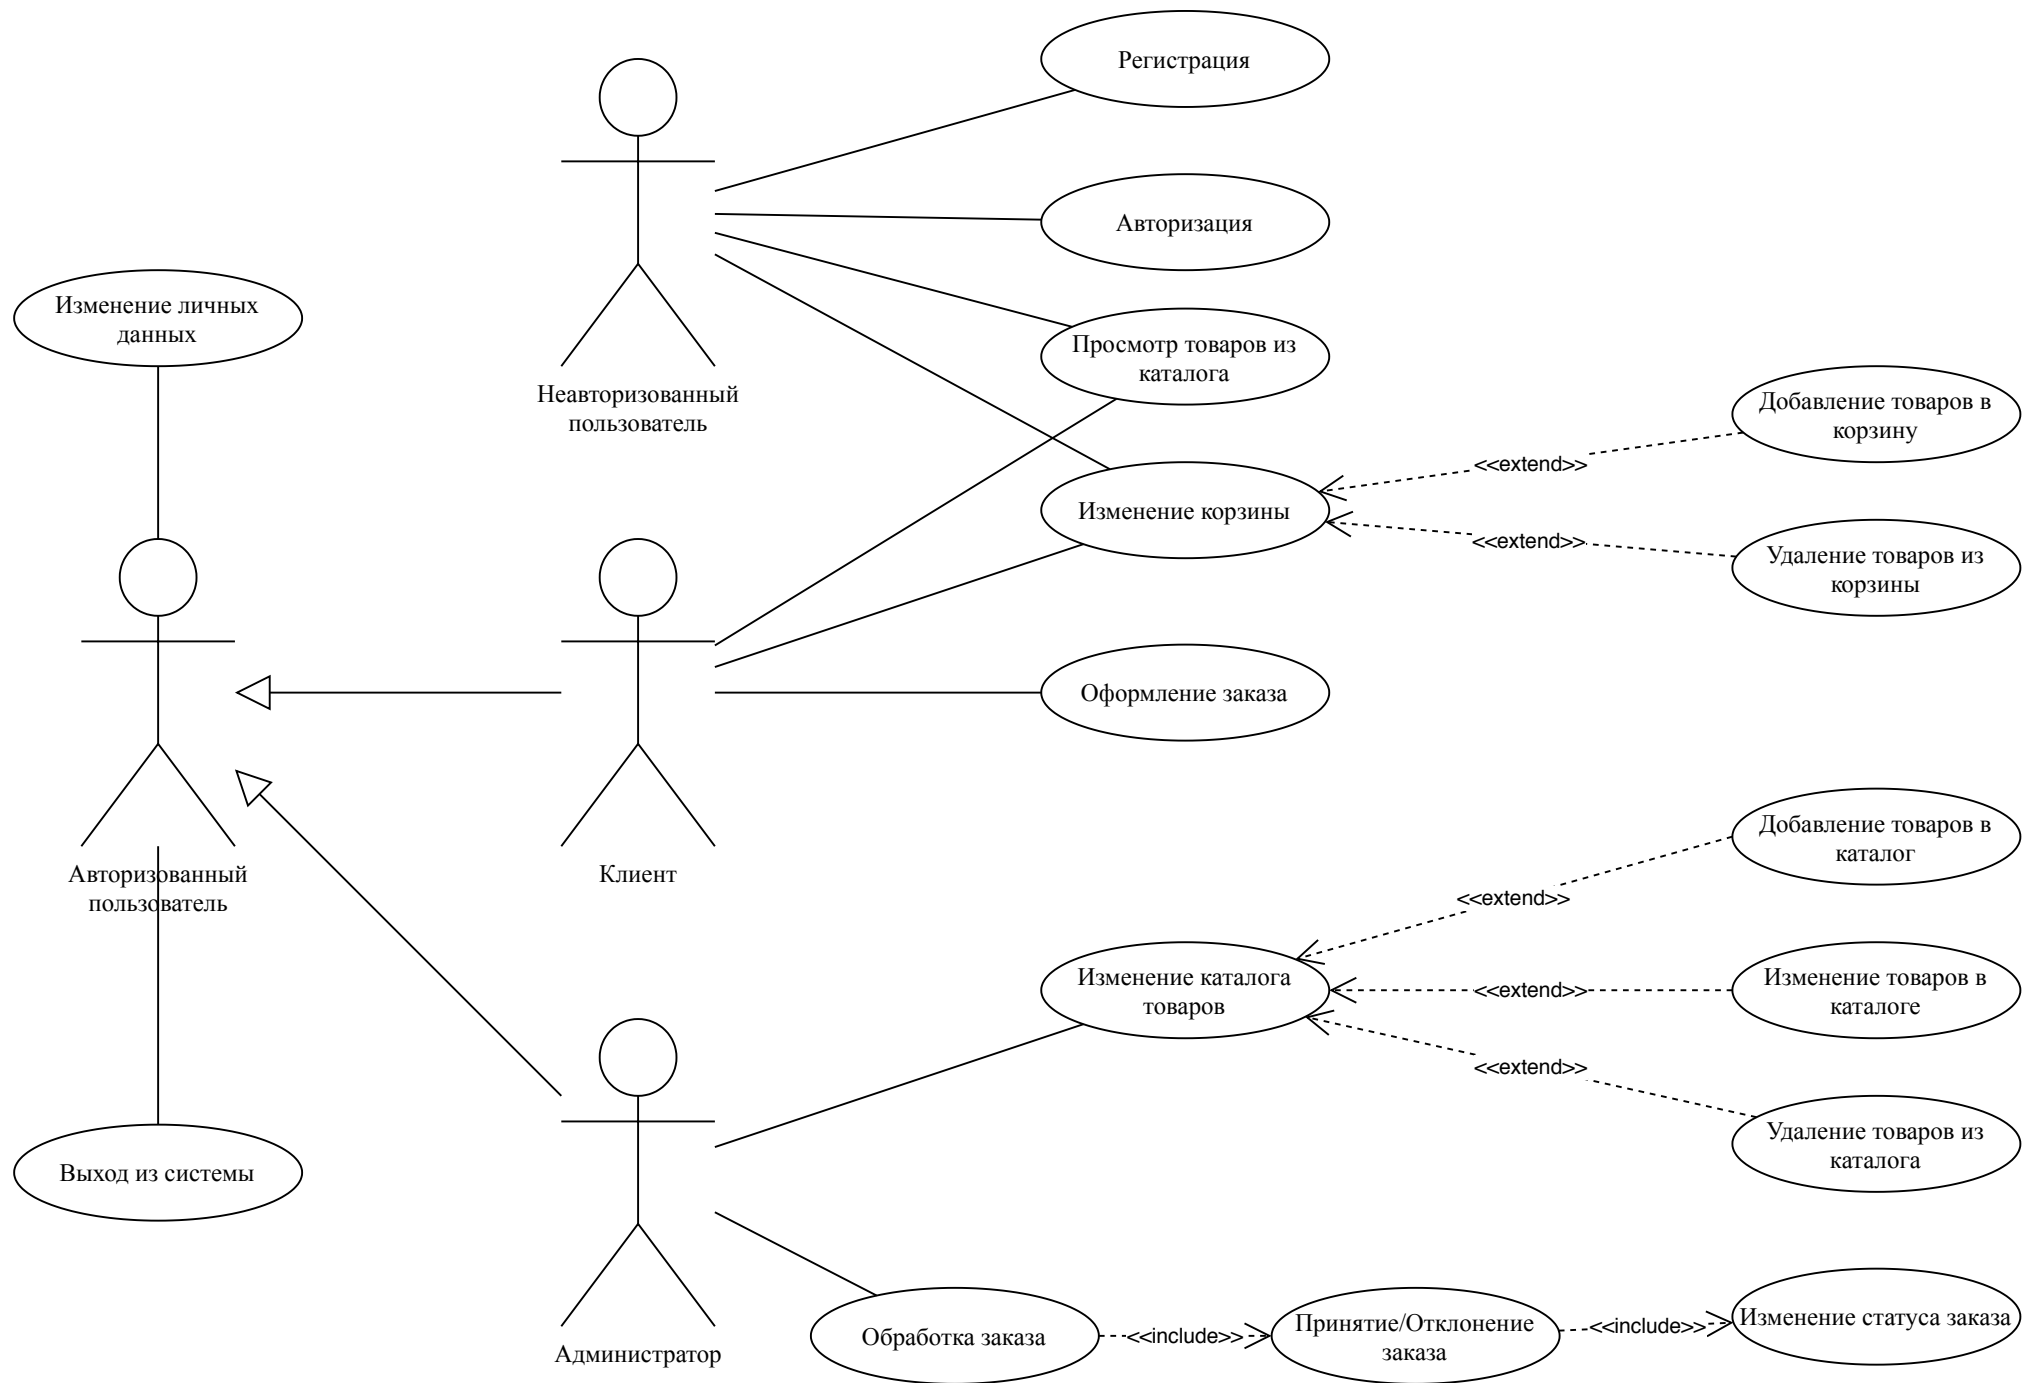 Регистрация
Авторизация
Изменение личных
данных
Просмотр товаров из
каталога
Неавторизованный
пользователь
Добавление товаров в
корзину
<<extend>>
Изменение корзины
<<extend>>
Удаление товаров из
корзины
Оформление заказа
Добавление товаров в
каталог
Авторизованный
пользователь
Клиент
<<extend>>
Изменение каталога
товаров
<<extend>>
Изменение товаров в
каталоге
<<extend>>
Удаление товаров из
каталога
Выход из системы
Администратор
Обработка заказа
<<include>>
Принятие/Отклонение
заказа
<<include>>
Изменение статуса заказа